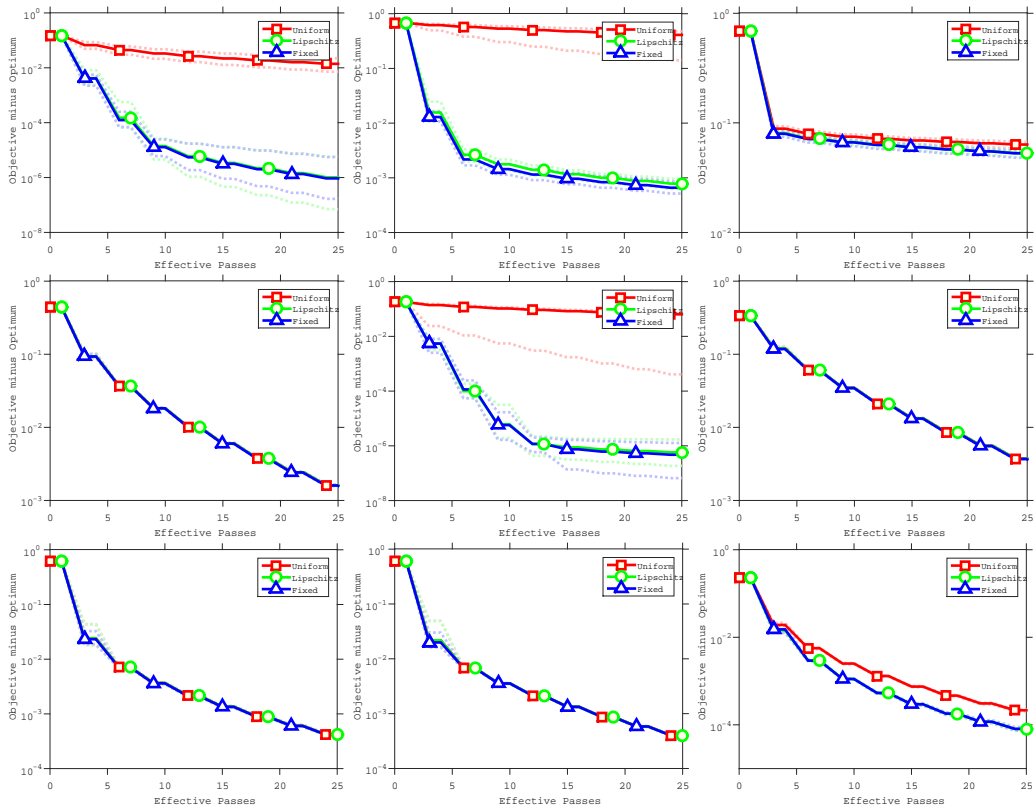 Objective minus Optimum
10^0
10^-2
10^-4
10^-6
10^-8
0 5 10 15 20 25
Effective Passes
Uniform
Lipschitz
Fixed
Objective minus Optimum
10^0
10^-1
10^-2
10^-3
10^-4
0 5 10 15 20 25
Effective Passes
Uniform
Lipschitz
Fixed
Objective minus Optimum
10^0
10^-1
10^-2
0 5 10 15 20 25
Effective Passes
Uniform
Lipschitz
Fixed
Objective minus Optimum
10^0
10^-1
10^-2
10^-3
0 5 10 15 20 25
Effective Passes
Uniform
Lipschitz
Fixed
Objective minus Optimum
10^0
10^-2
10^-4
10^-6
10^-8
0 5 10 15 20 25
Effective Passes
Uniform
Lipschitz
Fixed
Objective minus Optimum
10^0
10^-1
10^-2
10^-3
0 5 10 15 20 25
Effective Passes
Uniform
Lipschitz
Fixed
Objective minus Optimum
10^0
10^-1
10^-2
10^-3
10^-4
0 5 10 15 20 25
Effective Passes
Uniform
Lipschitz
Fixed
Objective minus Optimum
10^0
10^-1
10^-2
10^-3
10^-4
0 5 10 15 20 25
Effective Passes
Uniform
Lipschitz
Fixed
Objective minus Optimum
10^0
10^-2
10^-4
0 5 10 15 20 25
Effective Passes
Uniform
Lipschitz
Fixed